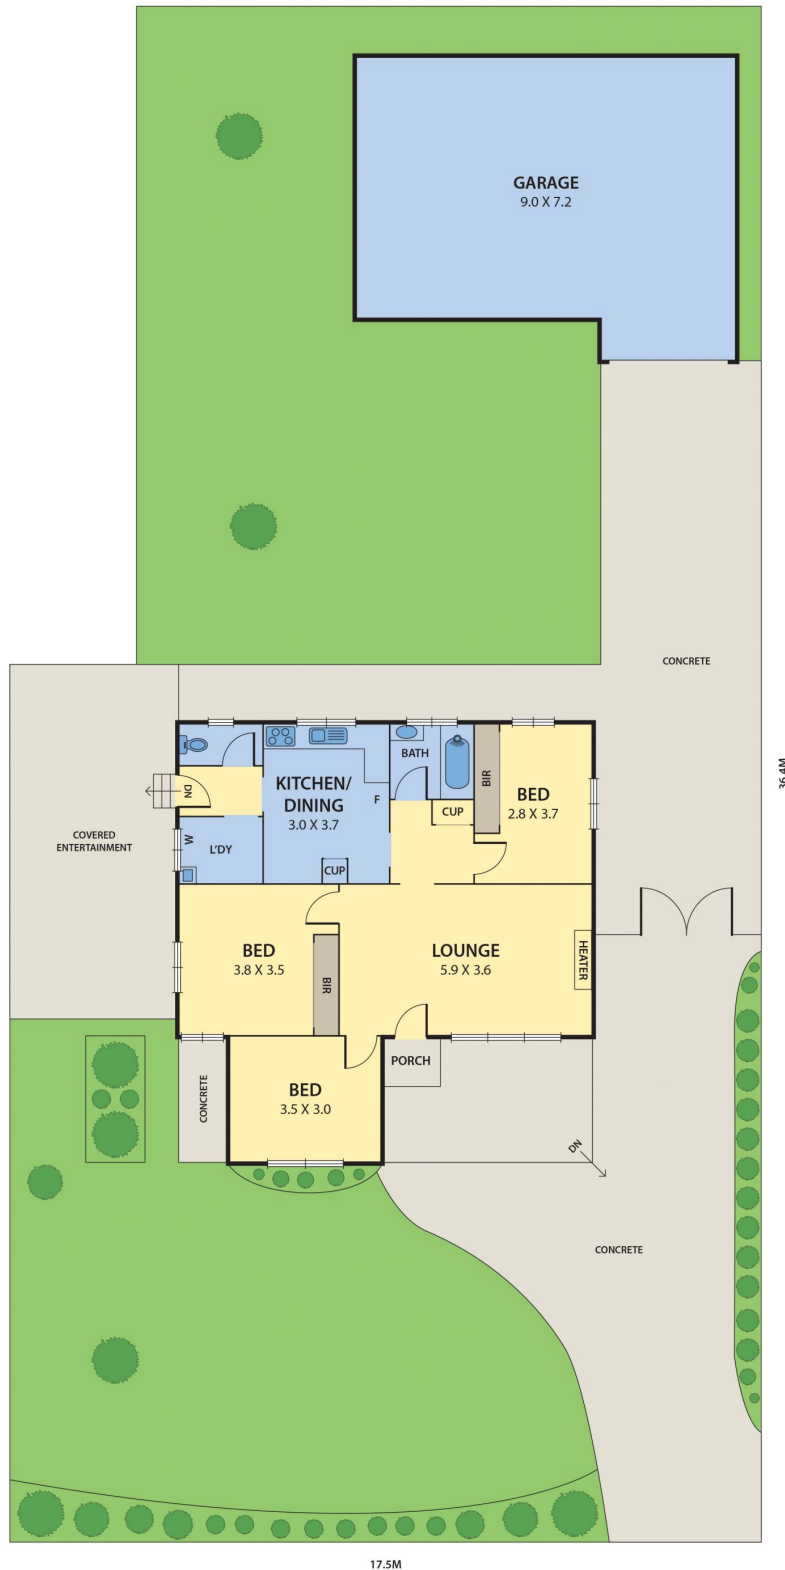 GARAGE
9.0 X 7.2
CONCRETE
36.4M
BATH
KITCHEN/
DINING
3.0 X 3.7
F
CUP
BIR
BED
2.8 X 3.7
CUP
DN
W
L'DY
COVERED
ENTERTAINMENT
BED
3.8 X 3.5
BIR
LOUNGE
5.9 X 3.6
HEATER
PORCH
CONCRETE
BED
3.5 X 3.0
DN
CONCRETE
17.5M